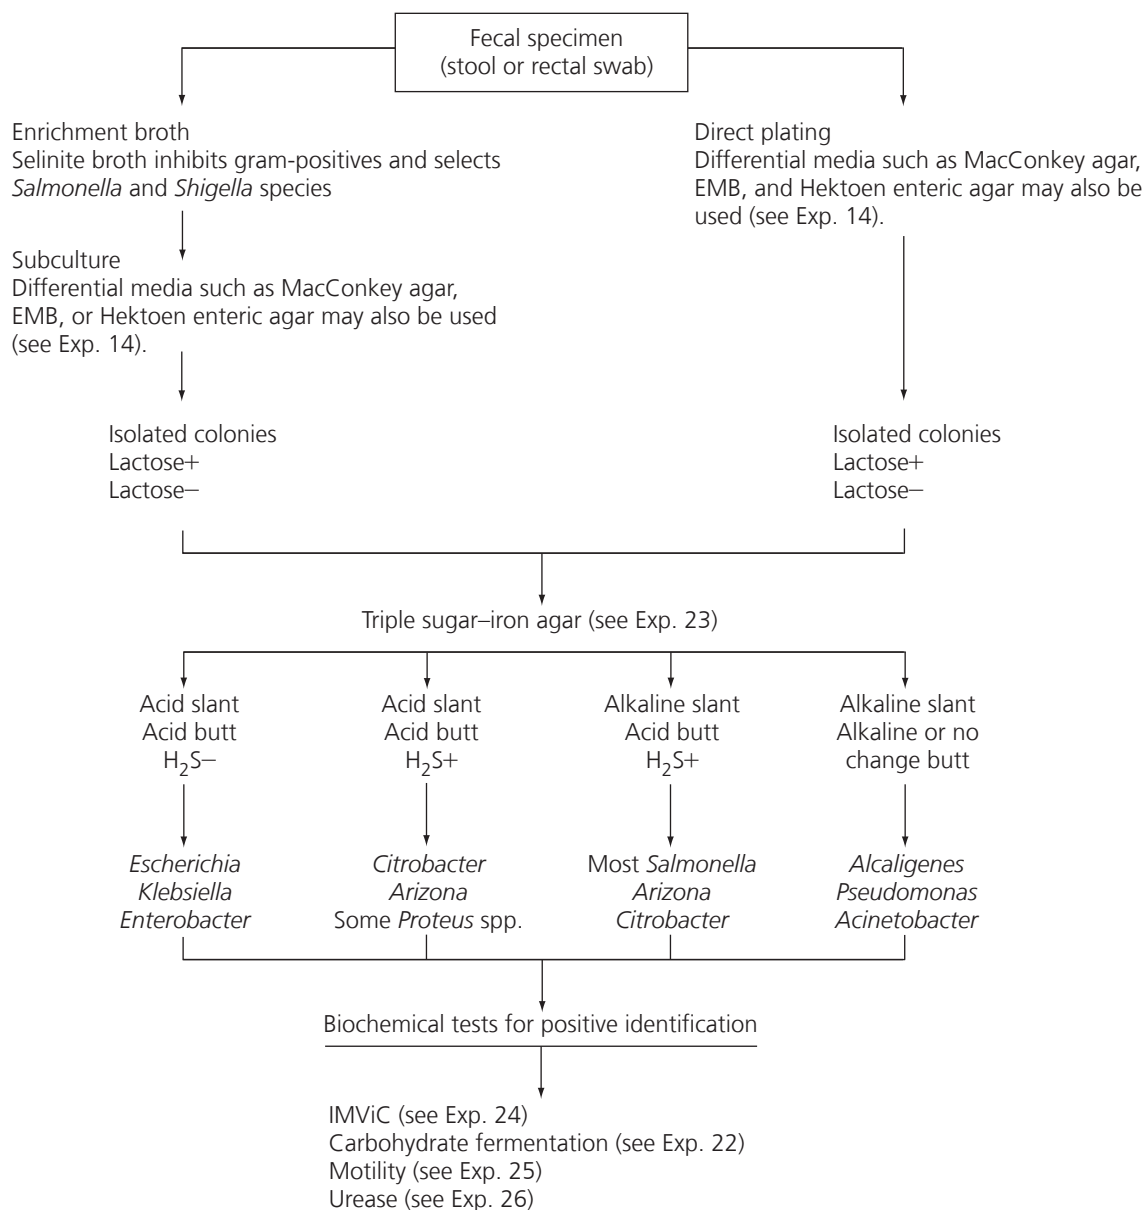 Fecal specimen
(stool or rectal swab)
Enrichment broth
Selinite broth inhibits gram-positives and selects
Salmonella and Shigella species
Direct plating
Differential media such as MacConkey agar,
EMB, and Hektoen enteric agar may also be
used (see Exp. 14).
Subculture
Differential media such as MacConkey agar,
EMB, or Hektoen enteric agar may also be used
(see Exp. 14).
Isolated colonies
Lactose+
Lactose−
Isolated colonies
Lactose+
Lactose−
Triple sugar–iron agar (see Exp. 23)
Acid slant
Acid butt
H₂S−
Acid slant
Acid butt
H₂S+
Alkaline slant
Acid butt
H₂S+
Alkaline slant
Alkaline or no
change butt
Escherichia
Klebsiella
Enterobacter
Citrobacter
Arizona
Some Proteus spp.
Most Salmonella
Arizona
Citrobacter
Alcaligenes
Pseudomonas
Acinetobacter
Biochemical tests for positive identification
IMViC (see Exp. 24)
Carbohydrate fermentation (see Exp. 22)
Motility (see Exp. 25)
Urease (see Exp. 26)